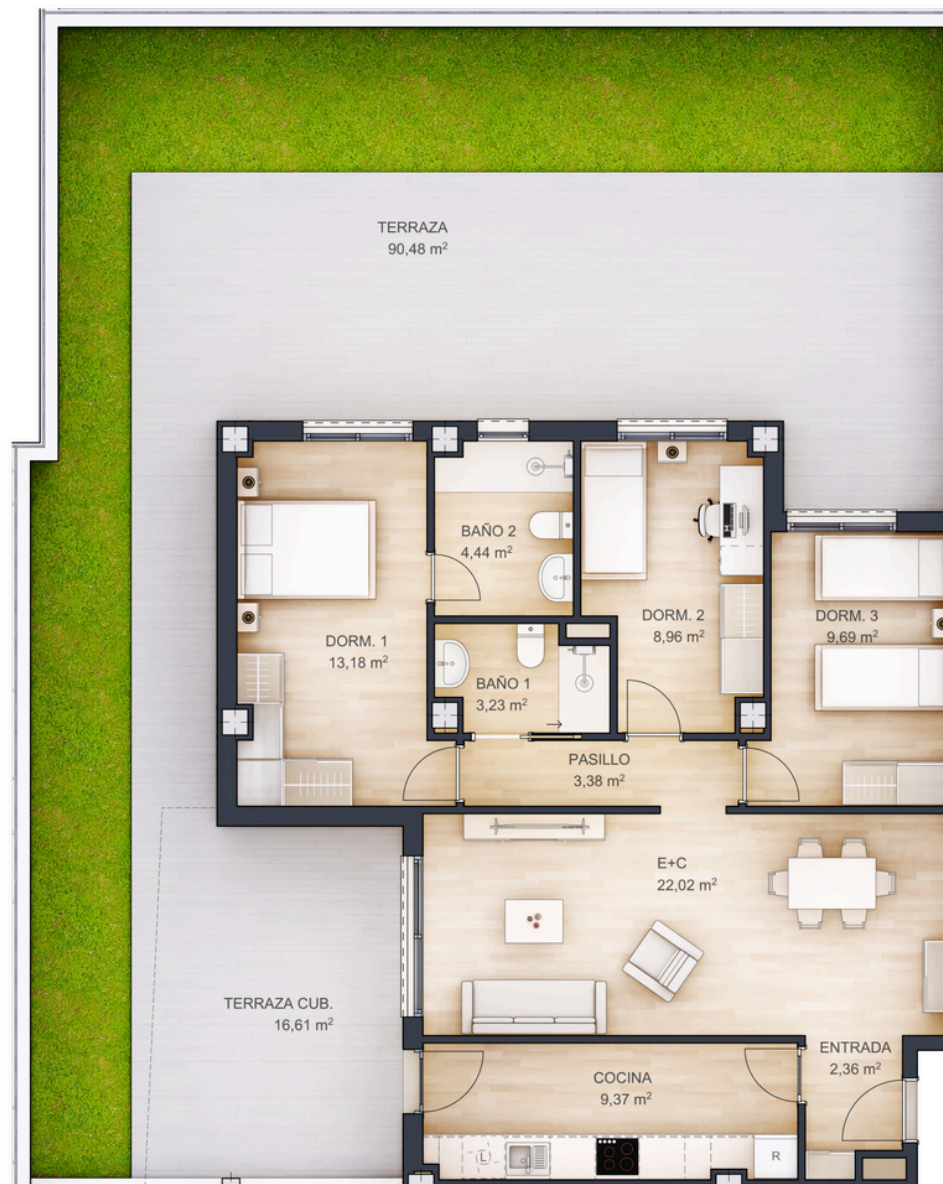 TERRAZA
90,48 m²
BAÑO 2
4,44 m²
DORM. 1
13,18 m²
DORM. 2
8,96 m²
DORM. 3
9,69 m²
BAÑO 1
3,23 m²
PASILLO
3,38 m²
E+C
22,02 m²
TERRAZA CUB.
16,61 m²
ENTRADA
2,36 m²
COCINA
9,37 m²
L
R